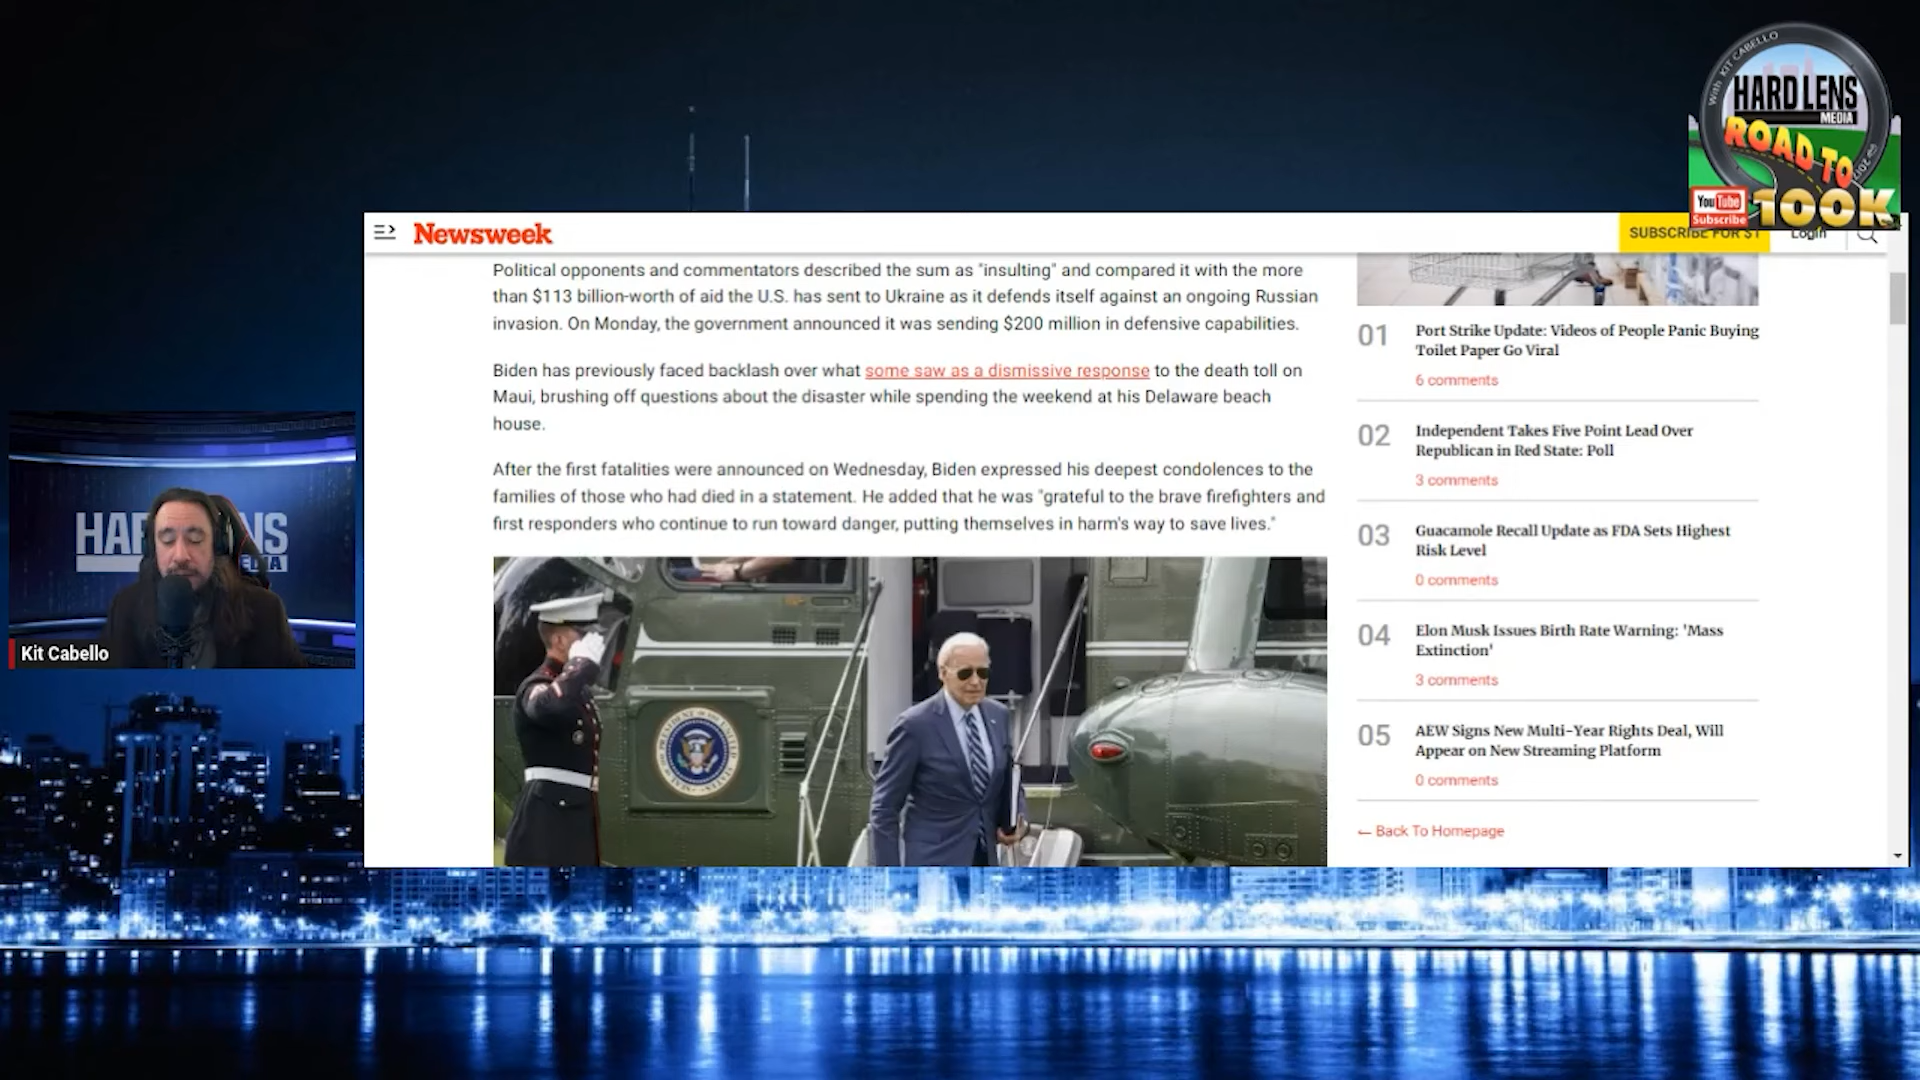 With KIT CABELLO
HARD LENS
MEDIA
ROAD TO
100K
YouTube
Subscribe
Newsweek
SUBSCRIBE FOR $1
Login
Political opponents and commentators described the sum as "insulting" and compared it with the more
than $113 billion-worth of aid the U.S. has sent to Ukraine as it defends itself against an ongoing Russian
invasion. On Monday, the government announced it was sending $200 million in defensive capabilities.
Biden has previously faced backlash over what some saw as a dismissive response to the death toll on
Maui, brushing off questions about the disaster while spending the weekend at his Delaware beach
house.
After the first fatalities were announced on Wednesday, Biden expressed his deepest condolences to the
families of those who had died in a statement. He added that he was "grateful to the brave firefighters and
first responders who continue to run toward danger, putting themselves in harm's way to save lives."
01
Port Strike Update: Videos of People Panic Buying
Toilet Paper Go Viral
6 comments
02
Independent Takes Five Point Lead Over
Republican in Red State: Poll
3 comments
03
Guacamole Recall Update as FDA Sets Highest
Risk Level
0 comments
04
Elon Musk Issues Birth Rate Warning: 'Mass
Extinction'
3 comments
05
AEW Signs New Multi-Year Rights Deal, Will
Appear on New Streaming Platform
0 comments
← Back To Homepage
Kit Cabello